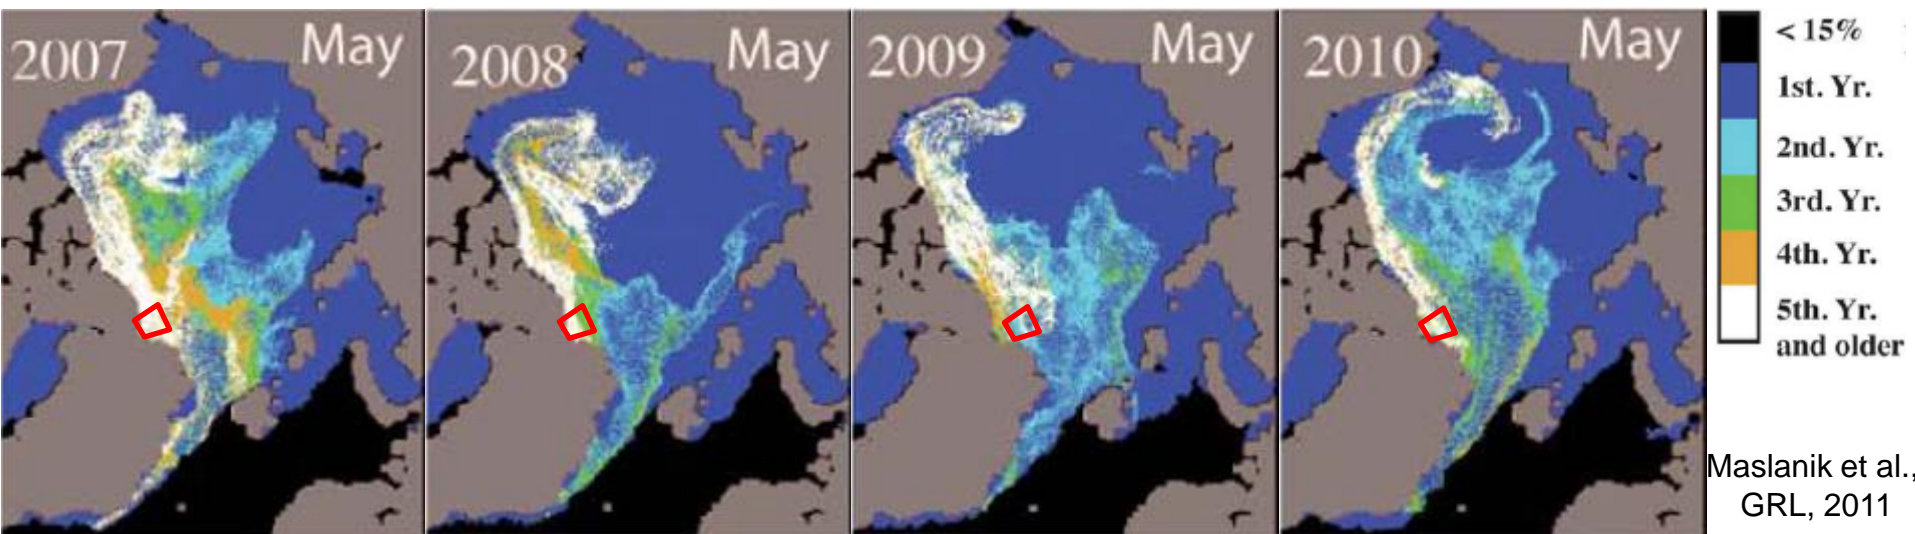 2007 May
2008 May
2009 May
2010 May
< 15%
1st. Yr.
2nd. Yr.
3rd. Yr.
4th. Yr.
5th. Yr.
and older
Maslanik et al.,
GRL, 2011